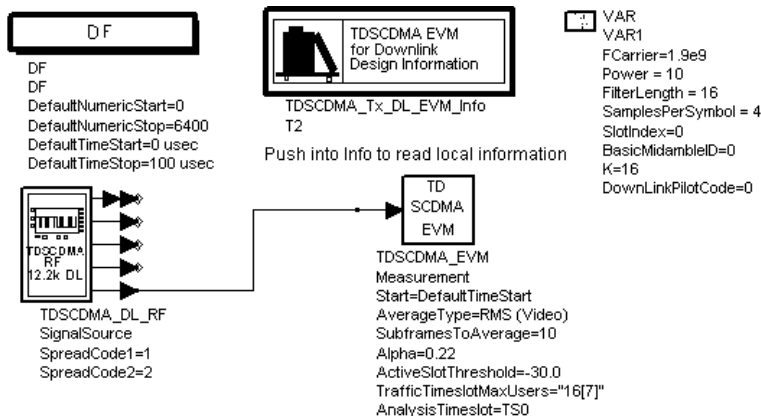 DF
DF
DF
DefaultNumericStart=0
DefaultNumericStop=6400
DefaultTimeStart=0 usec
DefaultTimeStop=100 usec
TDSCDMA EVM
for Downlink
Design Information
TDSCDMA_Tx_DL_EVM_Info
T2
Push into Info to read local information
VAR
VAR1
FCarrier=1.9e9
Power = 10
FilterLength = 16
SamplesPerSymbol = 4
SlotIndex=0
BasicMidambleID=0
K=16
DownLinkPilotCode=0
TDSCDMA
RF
12.2k DL
TDSCDMA_DL_RF
SignalSource
SpreadCode1=1
SpreadCode2=2
TD
SCDMA
EVM
TDSCDMA_EVM
Measurement
Start=DefaultTimeStart
AverageType=RMS (Video)
SubframesToAverage=10
Alpha=0.22
ActiveSlotThreshold=-30.0
TrafficTimeslotMaxUsers="16[7]"
AnalysisTimeslot=TS0